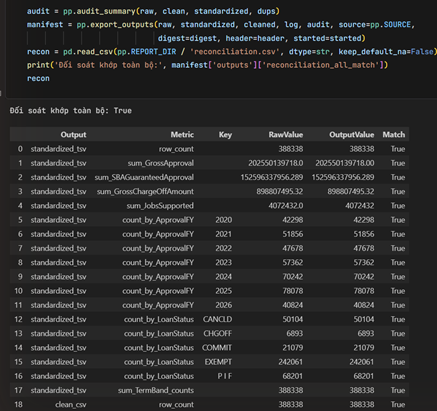 audit = pp.audit_summary(raw, clean, standardized, dups)
manifest = pp.export_outputs(raw, standardized, cleaned, log, audit, source=pp.SOURCE,
digest=digest, header=header, started=started)
recon = pd.read_csv(pp.REPORT_DIR / 'reconciliation.csv', dtype=str, keep_default_na=False)
print('Đối soát khớp toàn bộ:', manifest['outputs']['reconciliation_all_match'])
recon
Đối soát khớp toàn bộ: True
Output Metric Key RawValue OutputValue Match
0 standardized_tsv row_count 388338 388338 True
1 standardized_tsv sum_GrossApproval 202550139718.0 202550139718.00 True
2 standardized_tsv sum_SBAGuaranteedApproval 152596337956.289 152596337956.289 True
3 standardized_tsv sum_GrossChargeOffAmount 898807495.32 898807495.32 True
4 standardized_tsv sum_JobsSupported 4072432.0 4072432 True
5 standardized_tsv count_by_ApprovalFY 2020 42298 42298 True
6 standardized_tsv count_by_ApprovalFY 2021 51856 51856 True
7 standardized_tsv count_by_ApprovalFY 2022 47678 47678 True
8 standardized_tsv count_by_ApprovalFY 2023 57362 57362 True
9 standardized_tsv count_by_ApprovalFY 2024 70242 70242 True
10 standardized_tsv count_by_ApprovalFY 2025 78078 78078 True
11 standardized_tsv count_by_ApprovalFY 2026 40824 40824 True
12 standardized_tsv count_by_LoanStatus CANCLD 50104 50104 True
13 standardized_tsv count_by_LoanStatus CHGOFF 6893 6893 True
14 standardized_tsv count_by_LoanStatus COMMIT 21079 21079 True
15 standardized_tsv count_by_LoanStatus EXEMPT 242061 242061 True
16 standardized_tsv count_by_LoanStatus P I F 68201 68201 True
17 standardized_tsv sum_TermBand_counts 388338 388338 True
18 clean_csv row_count 388338 388338 True